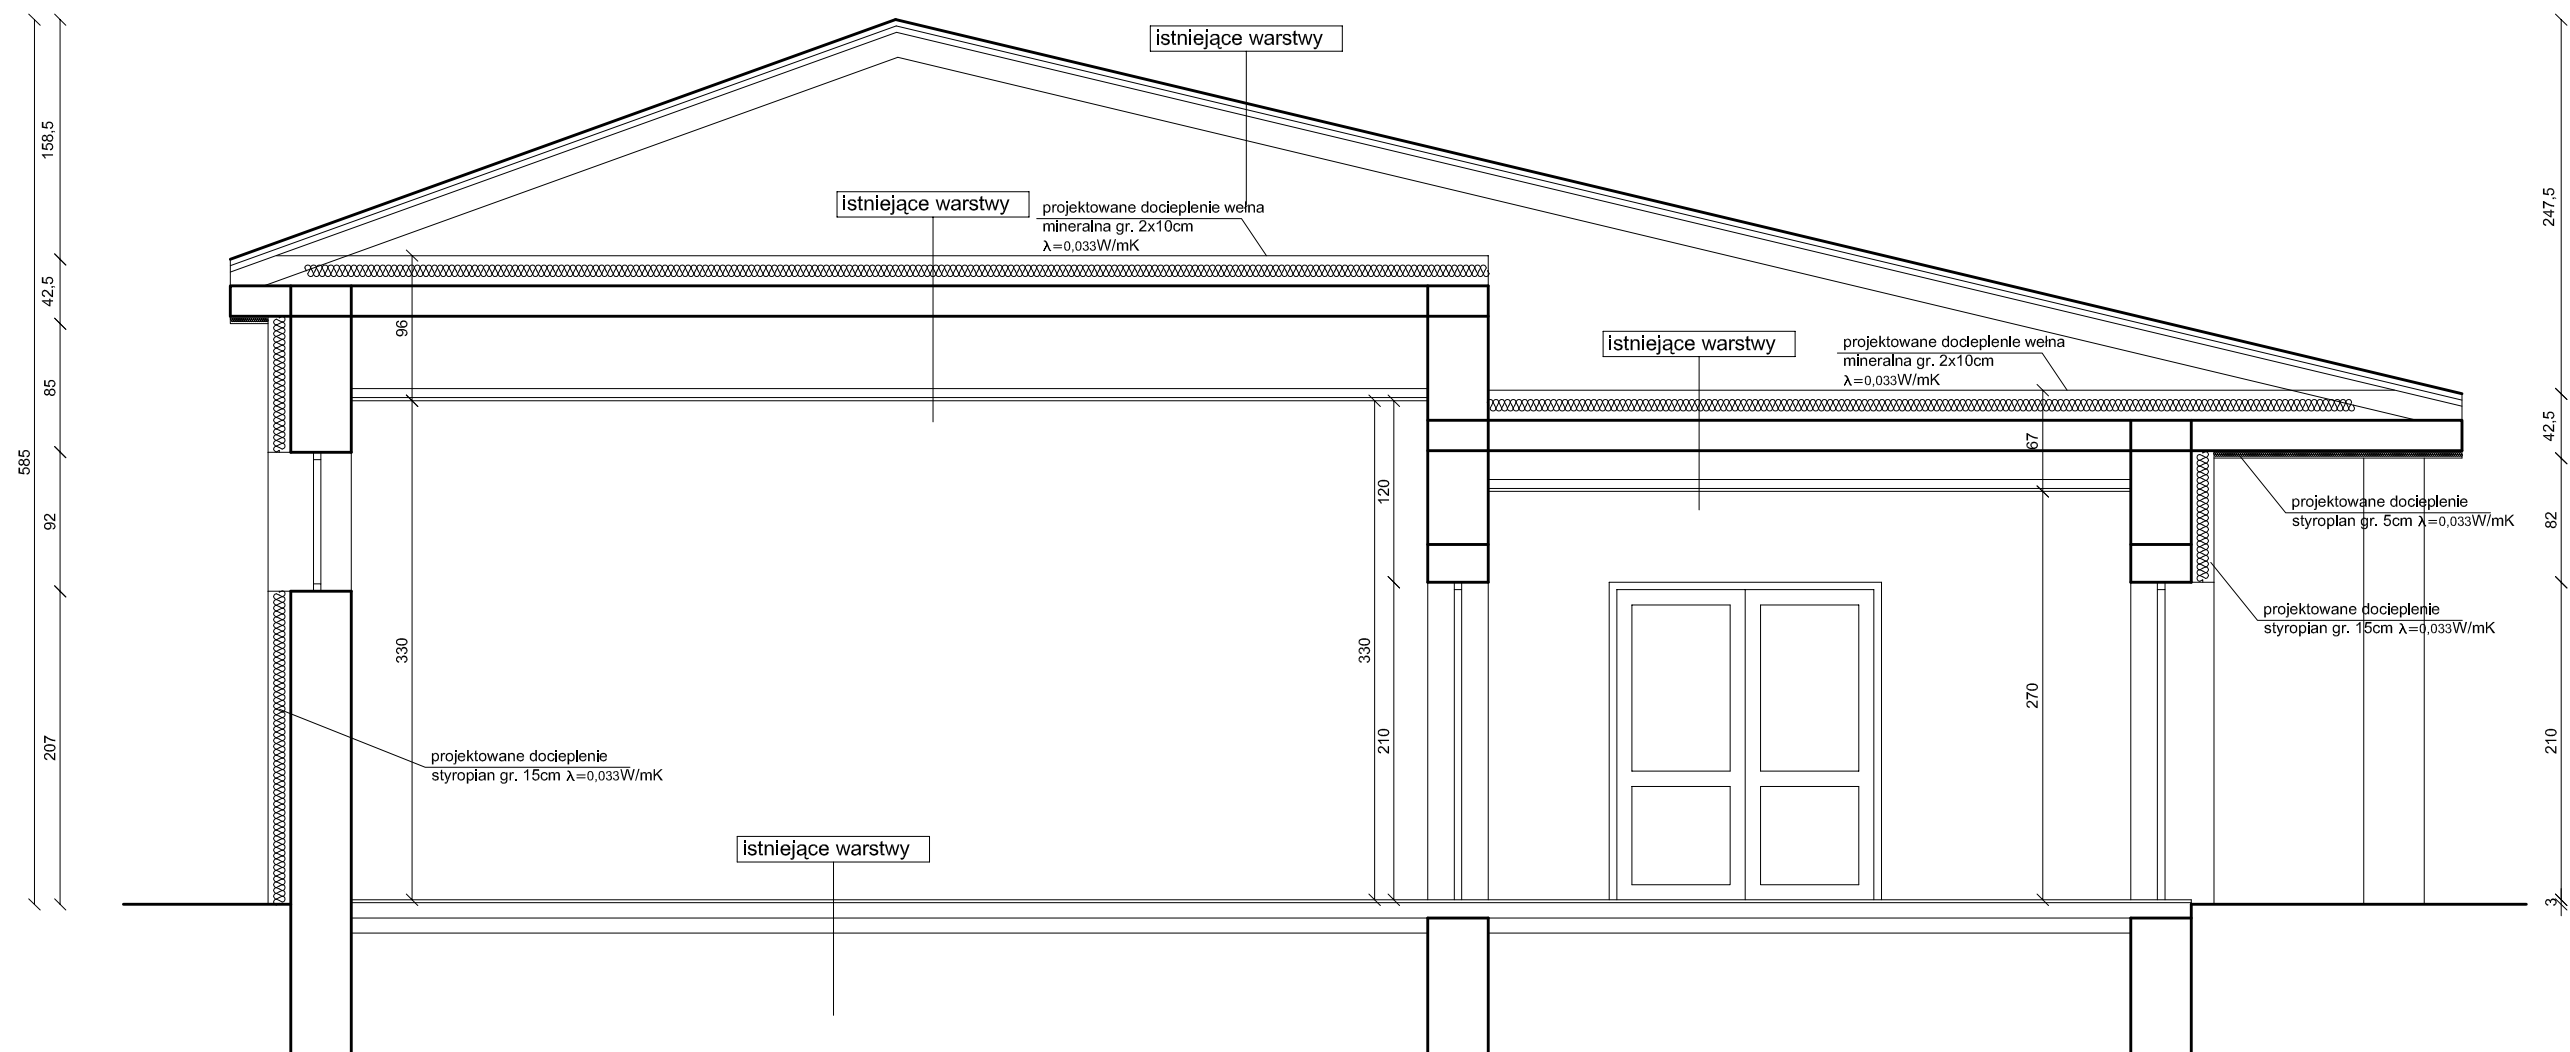 istniejące warstwy
158,5
247,5
istniejące warstwy
projektowane docieplenie wełna
mineralna gr. 2x10cm
λ=0,033W/mK
42,5
96
istniejące warstwy
projektowane docieplenie wełna
mineralna gr. 2x10cm
λ=0,033W/mK
85
42,5
67
585
120
92
82
projektowane docieplenie
styropian gr. 5cm λ=0,033W/mK
projektowane docieplenie
styropian gr. 15cm λ=0,033W/mK
330
330
270
207
210
210
projektowane docieplenie
styropian gr. 15cm λ=0,033W/mK
istniejące warstwy
3